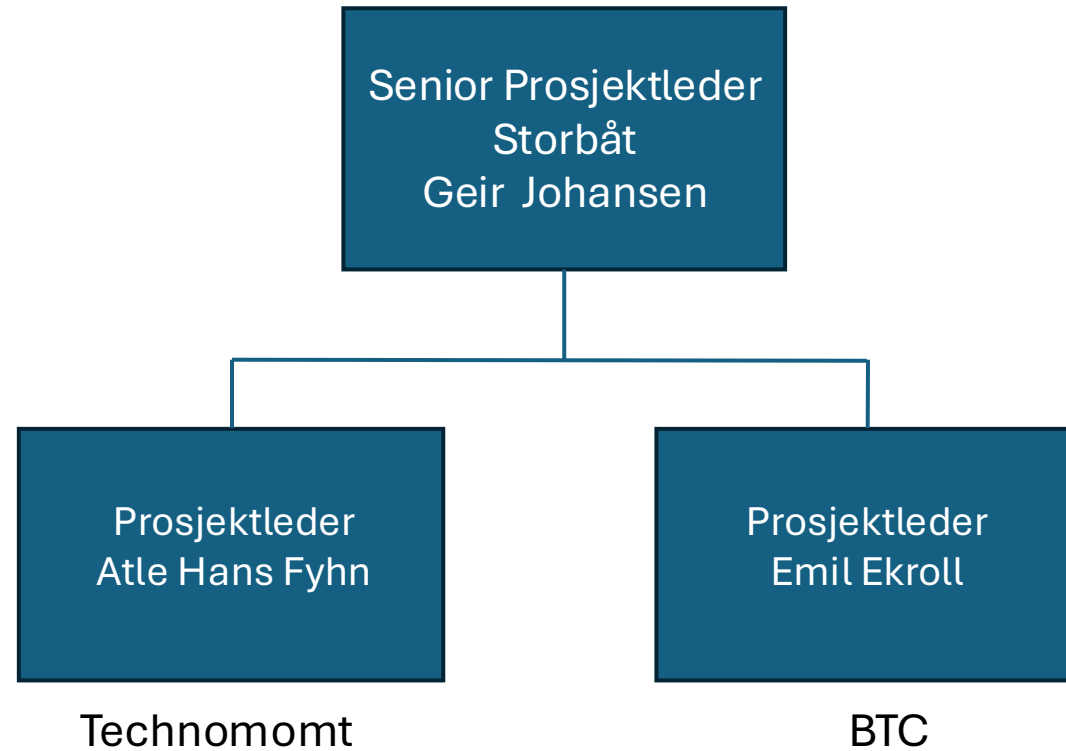 Senior Prosjektleder
Storbåt
Geir Johansen
Prosjektleder
Atle Hans Fyhn
Prosjektleder
Emil Ekroll
Technomomt
BTC